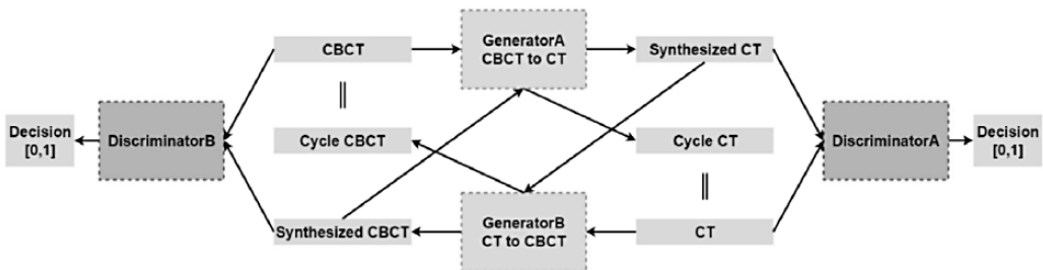 CBCT
GeneratorA
CBCT to CT
Synthesized CT
Decision
[0,1]
DiscriminatorB
Cycle CBCT
Cycle CT
DiscriminatorA
Decision
[0,1]
Synthesized CBCT
GeneratorB
CT to CBCT
CT